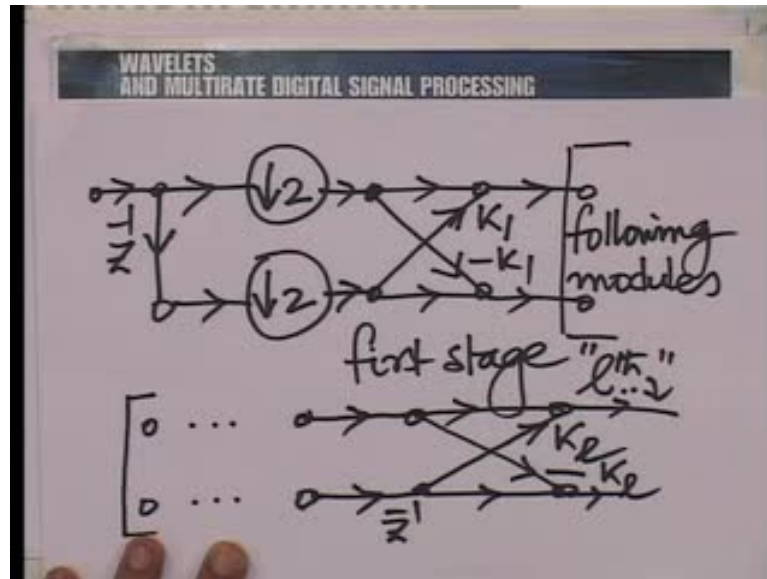 WAVELETS
AND MULTIRATE DIGITAL SIGNAL PROCESSING
↓2 K₁ following
z⁻¹ -K₁ modules
↓2
first stage "lᵗʰ..."
... Kₗ
... z⁻¹ -Kₗ